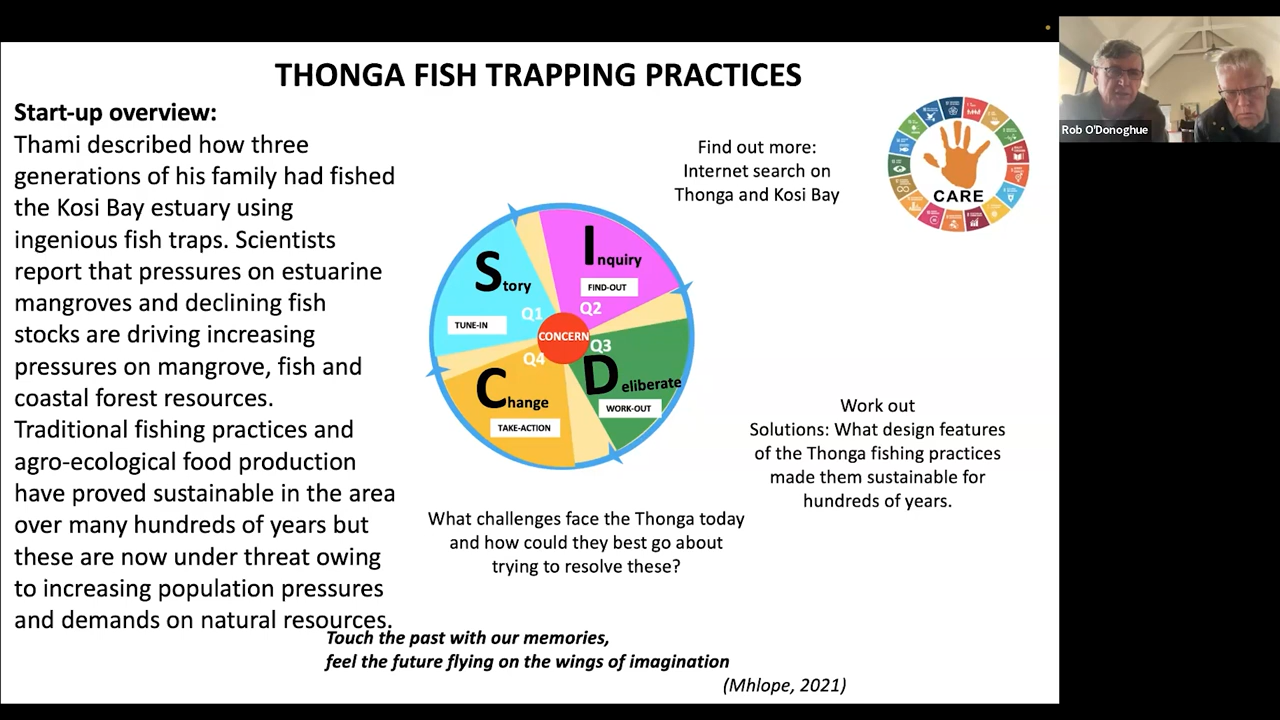 THONGA FISH TRAPPING PRACTICES
Start-up overview:
Thami described how three
generations of his family had fished
the Kosi Bay estuary using
ingenious fish traps. Scientists
report that pressures on estuarine
mangroves and declining fish
stocks are driving increasing
pressures on mangrove, fish and
coastal forest resources.
Traditional fishing practices and
agro-ecological food production
have proved sustainable in the area
over many hundreds of years but
these are now under threat owing
to increasing population pressures
and demands on natural resources.
Story
Q1
TUNE-IN
Inquiry
FIND-OUT
Q2
CONCERN
Q3
Deliberate
WORK-OUT
Q4
Change
TAKE-ACTION
Find out more:
Internet search on
Thonga and Kosi Bay
CARE
Rob O'Donoghue
Work out
Solutions: What design features
of the Thonga fishing practices
made them sustainable for
hundreds of years.
What challenges face the Thonga today
and how could they best go about
trying to resolve these?
Touch the past with our memories,
feel the future flying on the wings of imagination
(Mhlope, 2021)